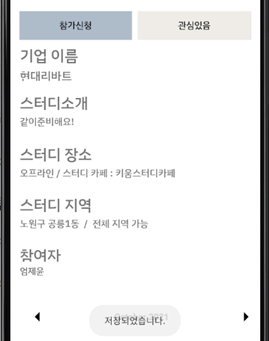 참가신청
관심있음
기업 이름
현대리바트
스터디소개
같이준비해요!
스터디 장소
오프라인 / 스터디 카페 : 키움스터디카페
스터디 지역
노원구 공릉1동 / 전체 지역 가능
참여자
엄제윤
저장되었습니다.